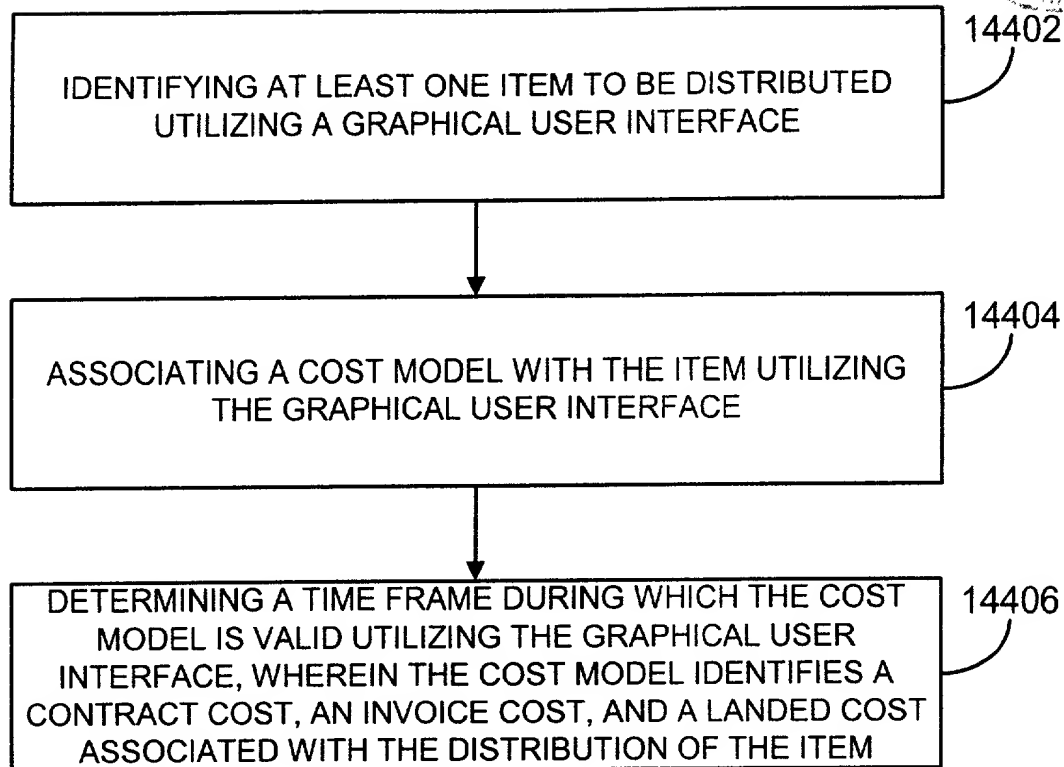 14402
IDENTIFYING AT LEAST ONE ITEM TO BE DISTRIBUTED
UTILIZING A GRAPHICAL USER INTERFACE
14404
ASSOCIATING A COST MODEL WITH THE ITEM UTILIZING
THE GRAPHICAL USER INTERFACE
14406
DETERMINING A TIME FRAME DURING WHICH THE COST
MODEL IS VALID UTILIZING THE GRAPHICAL USER
INTERFACE, WHEREIN THE COST MODEL IDENTIFIES A
CONTRACT COST, AN INVOICE COST, AND A LANDED COST
ASSOCIATED WITH THE DISTRIBUTION OF THE ITEM